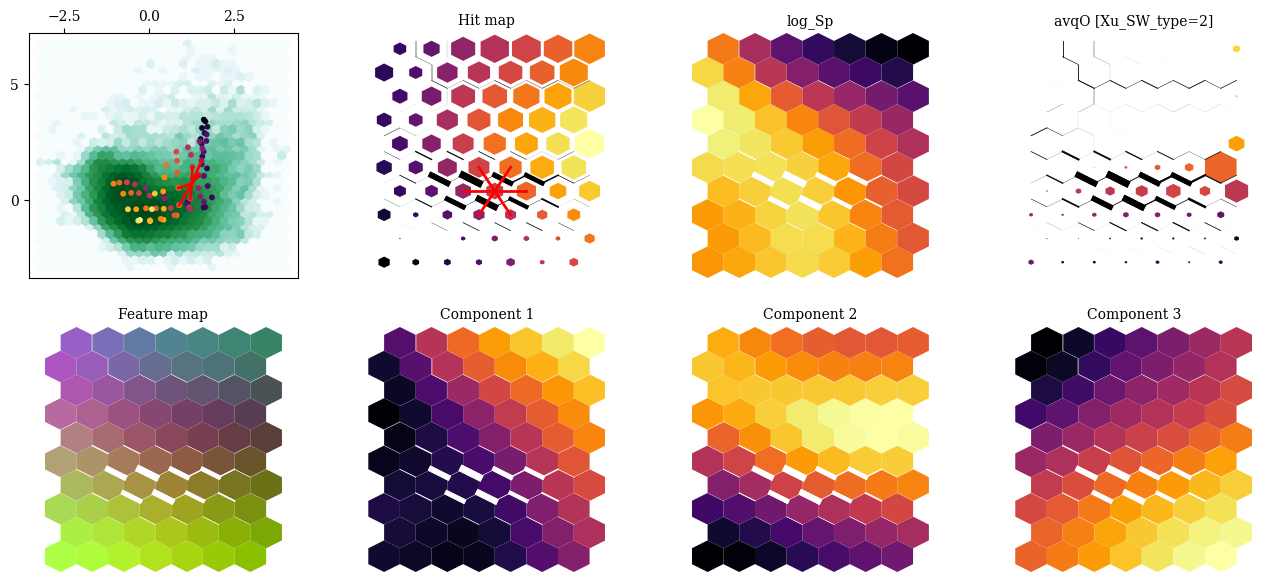 −2.5 0.0 2.5
Hit map
log_Sp
avqO [Xu_SW_type=2]
5
0
Feature map
Component 1
Component 2
Component 3